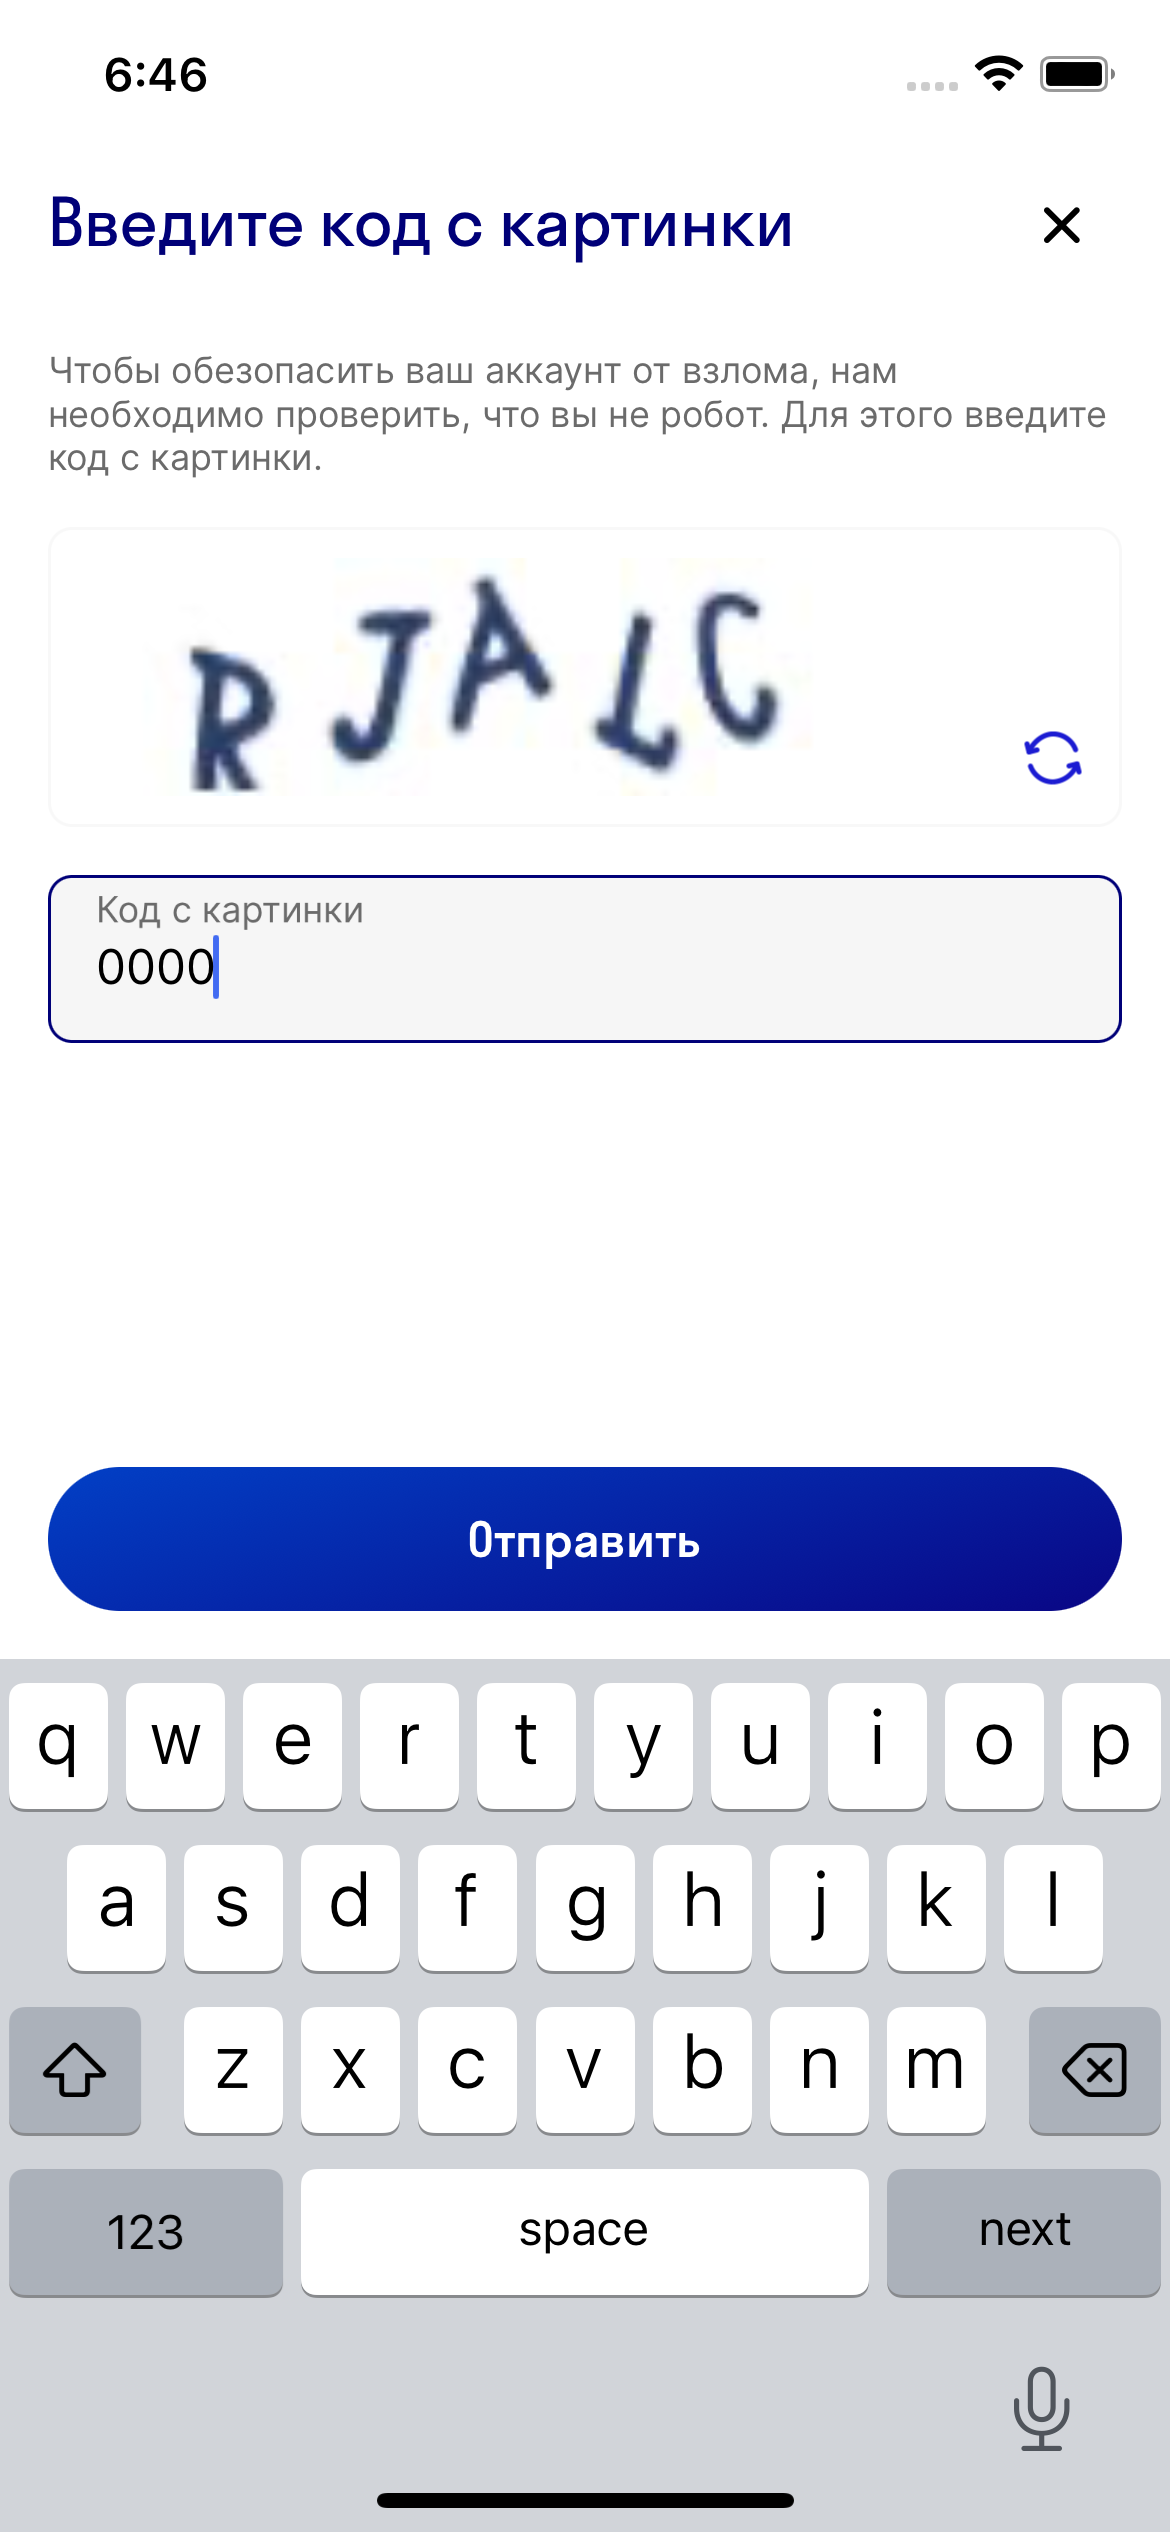 6:46
Введите код с картинки
Чтобы обезопасить ваш аккаунт от взлома, нам
необходимо проверить, что вы не робот. Для этого введите
код с картинки.
RJALC
Код с картинки
0000
Отправить
q w e r t y u i o p
a s d f g h j k l
z x c v b n m
123 space next